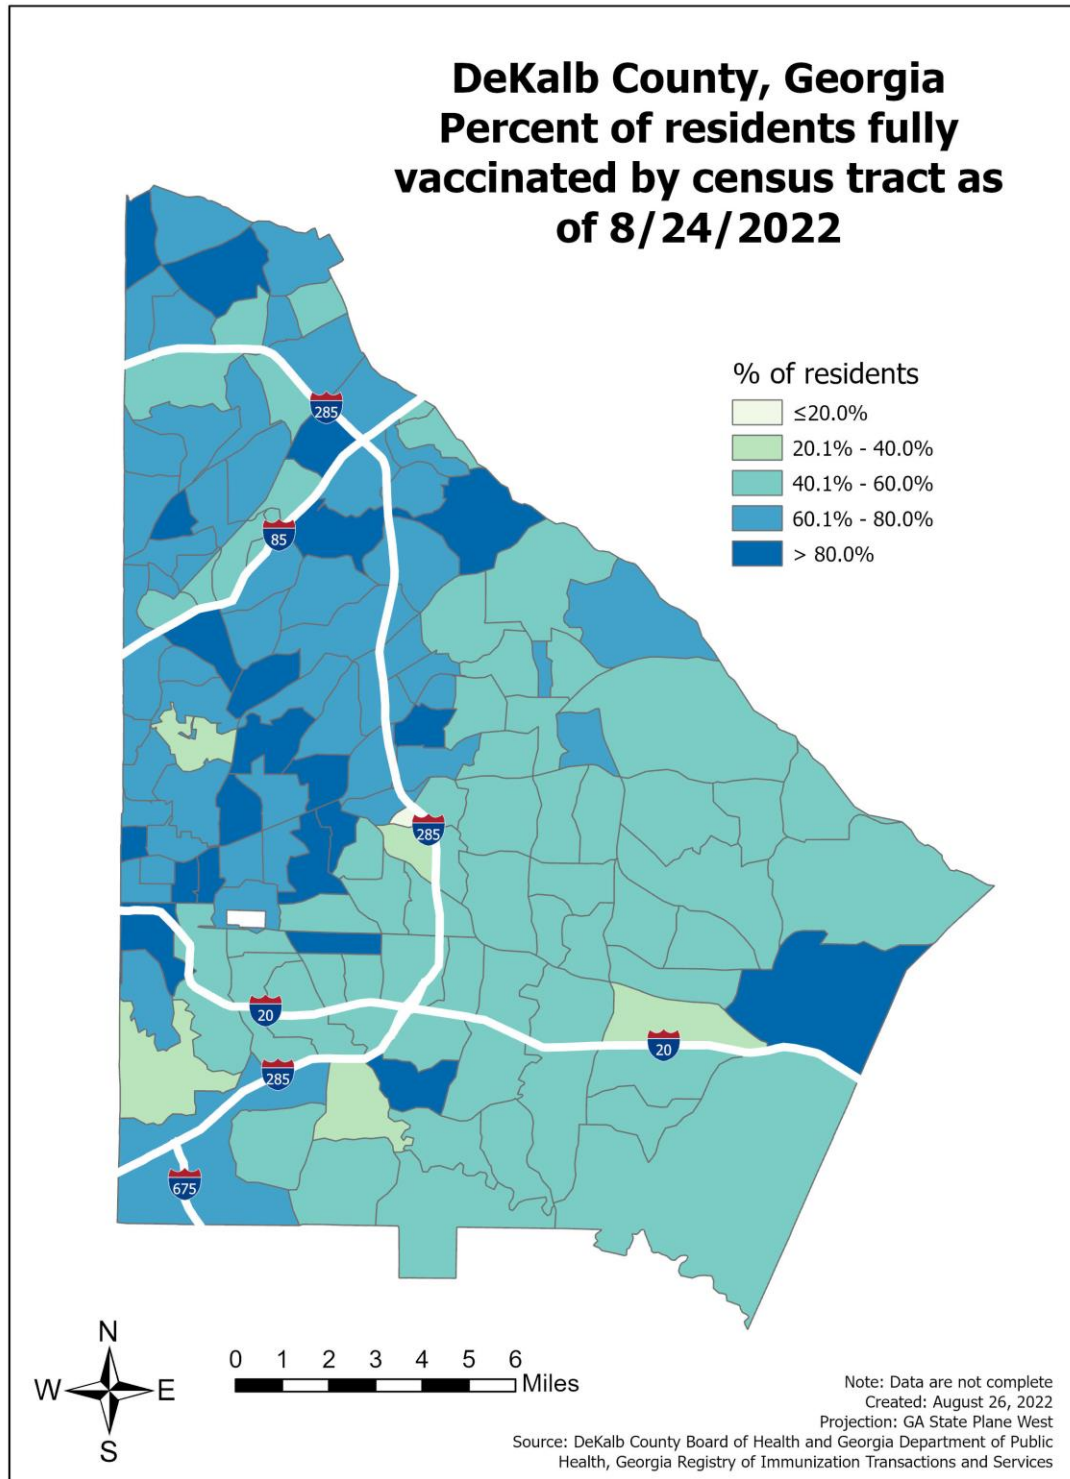 DeKalb County, Georgia
Percent of residents fully
vaccinated by census tract as
of 8/24/2022
% of residents
≤20.0%
20.1% - 40.0%
40.1% - 60.0%
60.1% - 80.0%
> 80.0%
285
85
285
20
20
285
675
N
W E
S
0 1 2 3 4 5 6
Miles
Note: Data are not complete
Created: August 26, 2022
Projection: GA State Plane West
Source: DeKalb County Board of Health and Georgia Department of Public
Health, Georgia Registry of Immunization Transactions and Services